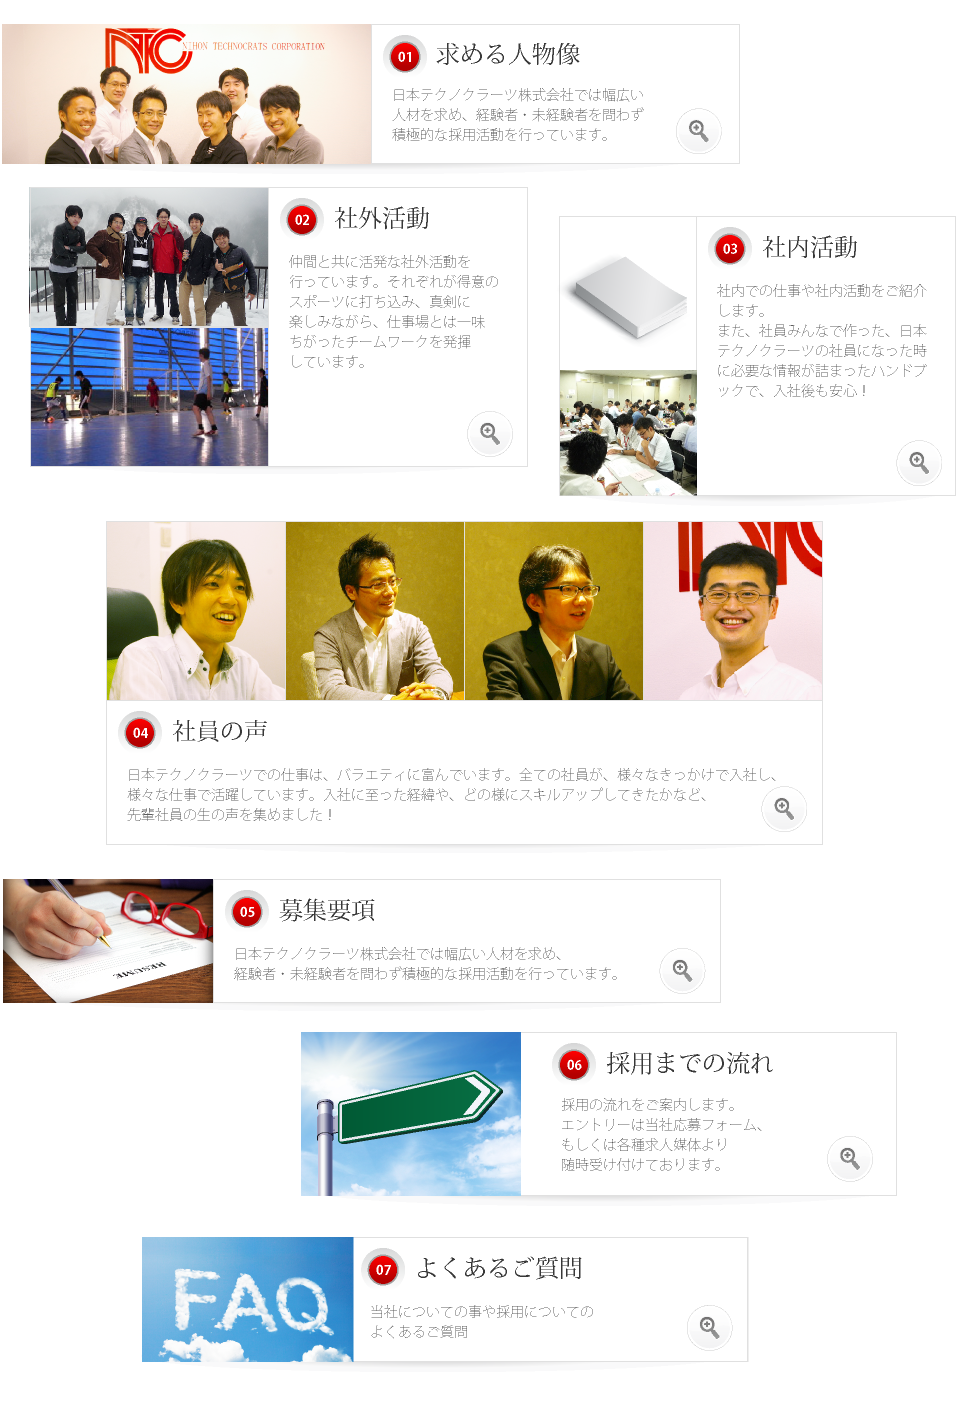 NTC
NIHON TECHNOCRATS CORPORATION
01 求める人物像
日本テクノクラーツ株式会社では幅広い
人材を求め、経験者・未経験者を問わず
積極的な採用活動を行っています。
02 社外活動
仲間と共に活発な社外活動を
行っています。それぞれが得意の
スポーツに打ち込み、真剣に
楽しみながら、仕事場とは一味
ちがったチームワークを発揮
しています。
03 社内活動
社内での仕事や社内活動をご紹介
します。
また、社員みんなで作った、日本
テクノクラーツの社員になった時
に必要な情報が詰まったハンドブ
ックで、入社後も安心！
04 社員の声
日本テクノクラーツでの仕事は、バラエティに富んでいます。全ての社員が、様々なきっかけで入社し、
様々な仕事で活躍しています。入社に至った経緯や、どの様にスキルアップしてきたかなど、
先輩社員の生の声を集めました！
RESUME
05 募集要項
日本テクノクラーツ株式会社では幅広い人材を求め、
経験者・未経験者を問わず積極的な採用活動を行っています。
06 採用までの流れ
採用の流れをご案内します。
エントリーは当社応募フォーム、
もしくは各種求人媒体より
随時受け付けております。
FAQ
07 よくあるご質問
当社についての事や採用についての
よくあるご質問